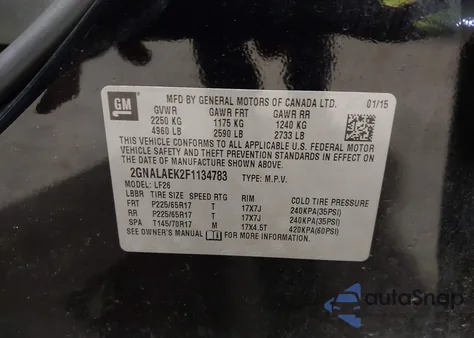 GM MFD BY GENERAL MOTORS OF CANADA LTD. 01/15
GVWR GAWR FRT GAWR RR
2250 KG 1175 KG 1240 KG
4960 LB 2590 LB 2733 LB
THIS VEHICLE CONFORMS TO ALL APPLICABLE U.S. FEDERAL MOTOR
VEHICLE SAFETY AND THEFT PREVENTION STANDARDS IN EFFECT
ON THE DATE OF MANUFACTURE SHOWN ABOVE.
2GNALAEK2F1134783 TYPE: M.P.V.
MODEL: LF26
LBBR TIRE SIZE SPEED RTG RIM COLD TIRE PRESSURE
FRT P225/65R17 T 17X7J 240KPA(35PSI)
RR P225/65R17 T 17X7J 240KPA(35PSI)
SPA T145/70R17 M 17X4.5T 420KPA(60PSI)
SEE OWNER'S MANUAL FOR MORE INFORMATION.
autoSnap